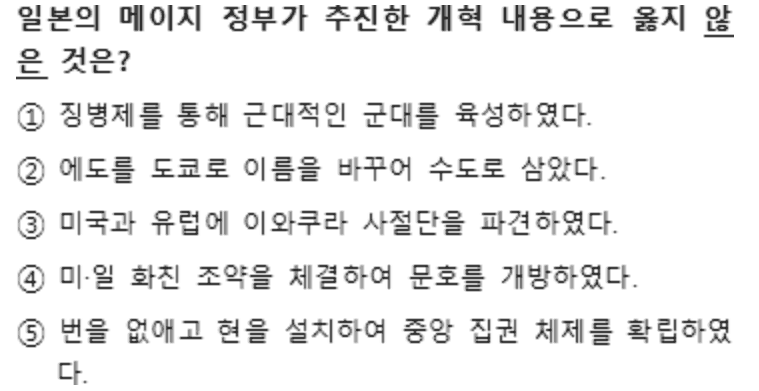 일본의 메이지 정부가 추진한 개혁 내용으로 옳지 않
은 것은?
① 징병제를 통해 근대적인 군대를 육성하였다.
② 에도를 도쿄로 이름을 바꾸어 수도로 삼았다.
③ 미국과 유럽에 이와쿠라 사절단을 파견하였다.
④ 미·일 화친 조약을 체결하여 문호를 개방하였다.
⑤ 번을 없애고 현을 설치하여 중앙 집권 체제를 확립하였
다.